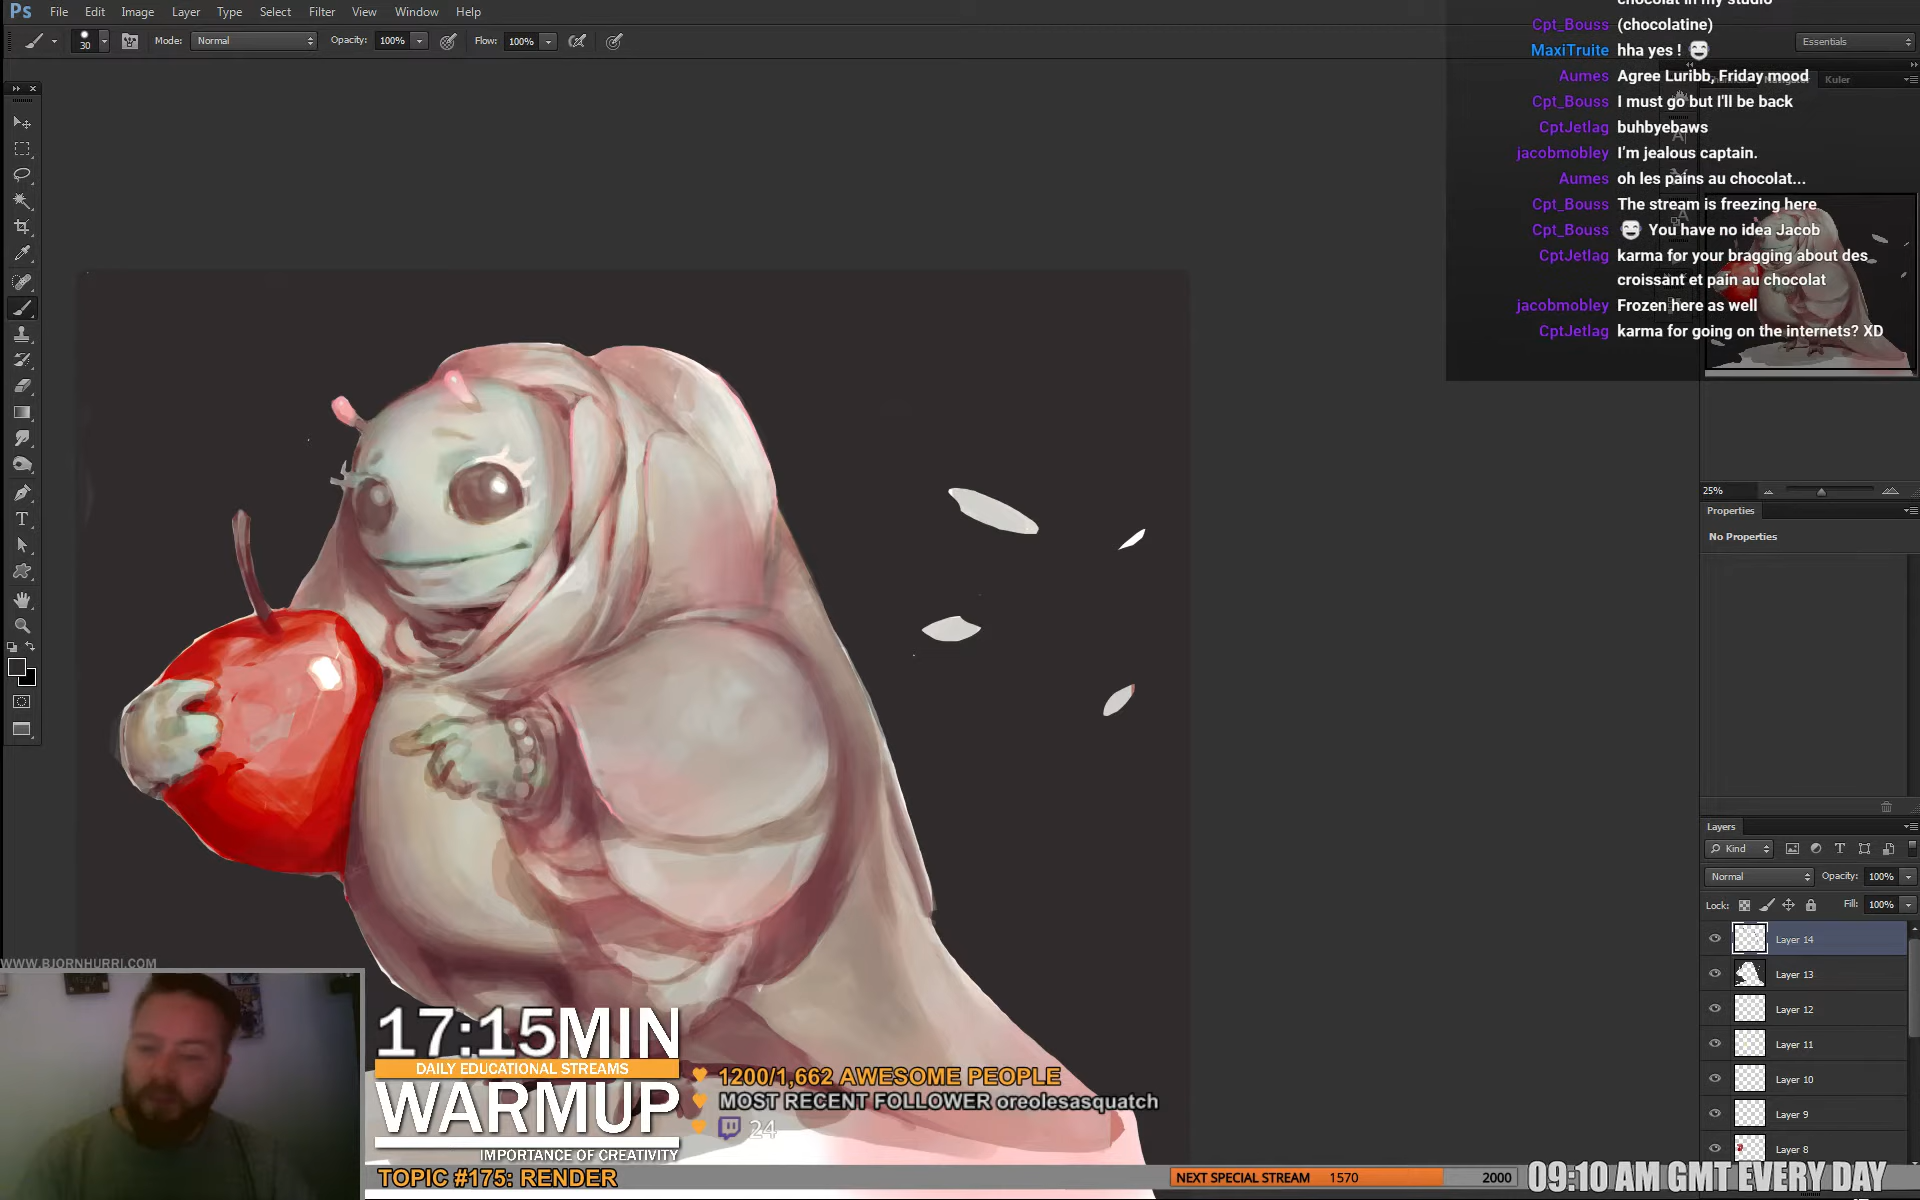 Ps File Edit Image Layer Type Select Filter View Window Help
30 Mode: Normal Opacity: 100% Flow: 100% Essentials
chocolat in my studio
Cpt_Bouss (chocolatine)
MaxiTruite hha yes !
Aumes Agree Luribb, Friday mood
Kuler
Cpt_Bouss I must go but I'll be back
CptJetlag buhbyebaws
jacobmobley I'm jealous captain.
Aumes oh les pains au chocolat...
Cpt_Bouss The stream is freezing here
Cpt_Bouss You have no idea Jacob
CptJetlag karma for your bragging about des
croissant et pain au chocolat
jacobmobley Frozen here as well
CptJetlag karma for going on the internets? XD
25%
Properties
No Properties
Layers
Kind
Normal Opacity: 100%
Lock: Fill: 100%
Layer 14
Layer 13
Layer 12
Layer 11
Layer 10
Layer 9
Layer 8
WWW.BJORNHURRI.COM
17:15MIN
DAILY EDUCATIONAL STREAMS
WARMUP
IMPORTANCE OF CREATIVITY
TOPIC #175: RENDER
1200/1,662 AWESOME PEOPLE
MOST RECENT FOLLOWER oreolesasquatch
24
NEXT SPECIAL STREAM 1570 2000
09:10 AM GMT EVERY DAY